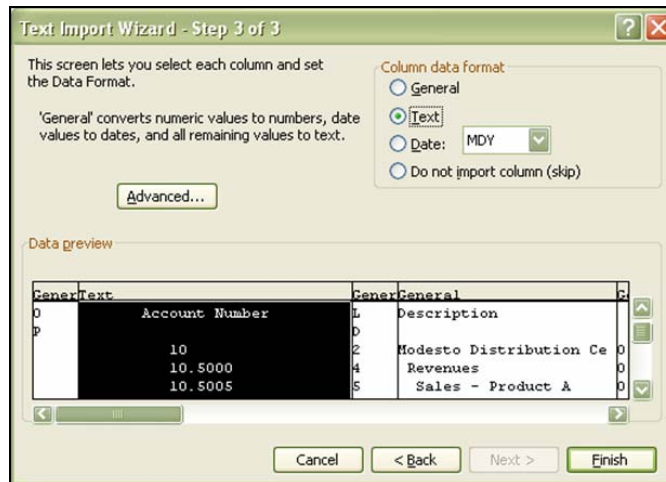 Text Import Wizard - Step 3 of 3
This screen lets you select each column and set
the Data Format.
'General' converts numeric values to numbers, date
values to dates, and all remaining values to text.
Advanced...
Column data format
General
Text
Date: MDY
Do not import column (skip)
Data preview
Gener Text Gener General G
O Account Number L Description
P D
10 2 Modesto Distribution Ce 0
10.5000 4 Revenues 0
10.5005 5 Sales - Product A 0
Cancel < Back Next > Finish